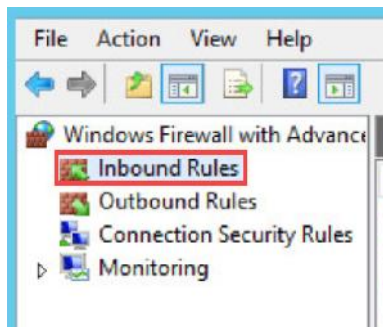 File Action View Help
Windows Firewall with Advance
Inbound Rules
Outbound Rules
Connection Security Rules
Monitoring